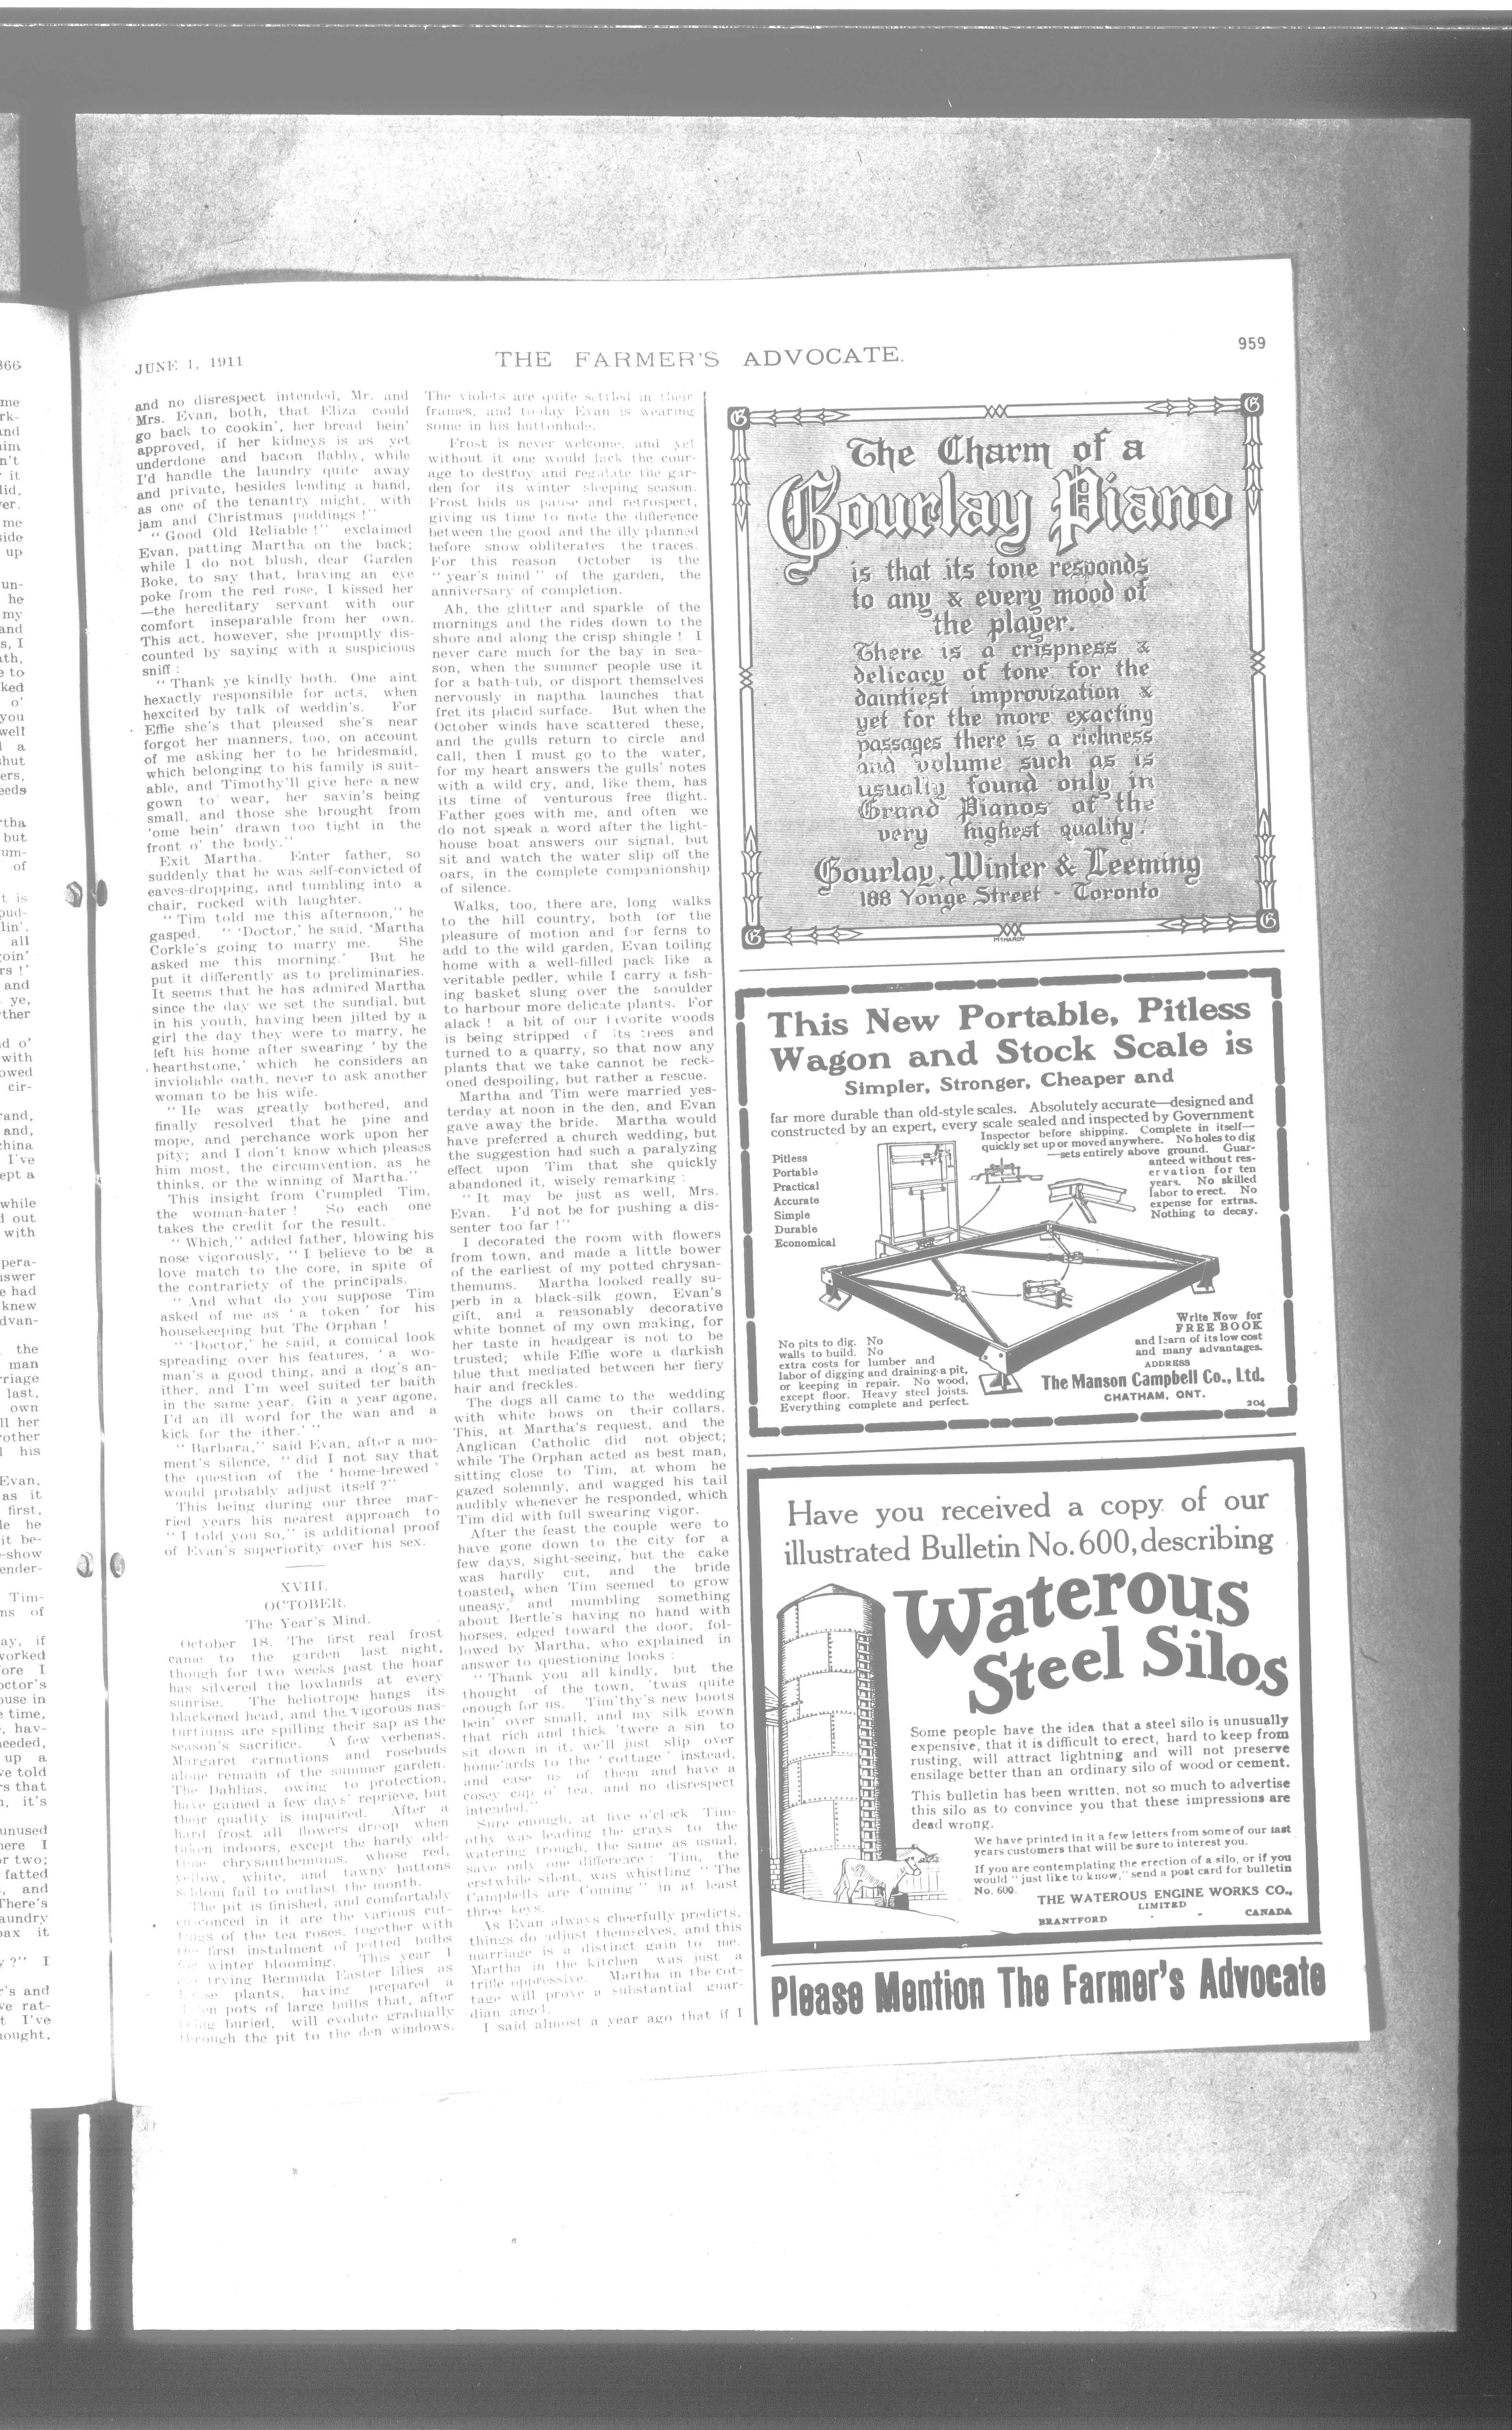 JUNE 1, 1911
THE FARMER'S ADVOCATE.
959
and no disrespect intended, Mr. and
Mrs. Evan, both, that Eliza could
go back to cookin', her bread bein'
approved, if her kidneys is as yet
underdone and bacon flabby, while
I'd handle the laundry quite away
and private, besides lending a hand,
as one of the tenantry might, with
jam and Christmas puddings !"
" Good Old Reliable !" exclaimed
Evan, patting Martha on the back;
while I do not blush, dear Garden
Boke, to say that, braving an eye
poke from the red rose, I kissed her
—the hereditary servant with our
comfort inseparable from her own.
This act, however, she promptly dis-
counted by saying with a suspicious
sniff :
" Thank ye kindly both. One aint
hexactly responsible for acts, when
hexcited by talk of weddin's. For
Effie she's that pleased she's near
forgot her manners, too, on account
of me asking her to be bridesmaid,
which belonging to his family is suit-
able, and Timothy'll give here a new
gown to wear, her savin's being
small, and those she brought from
'ome bein' drawn too tight in the
front o' the body."
Exit Martha. Enter father, so
suddenly that he was self-convicted of
eaves-dropping, and tumbling into a
chair, rocked with laughter.
" Tim told me this afternoon," he
gasped. " 'Doctor,' he said, 'Martha
Corkle's going to marry me. She
asked me this morning.' But he
put it differently as to preliminaries.
It seems that he has admired Martha
since the day we set the sundial, but
in his youth, having been jilted by a
girl the day they were to marry, he
left his home after swearing ' by the
hearthstone,' which he considers an
inviolable oath, never to ask another
woman to be his wife.
" He was greatly bothered, and
finally resolved that he pine and
mope, and perchance work upon her
pity; and I don't know which pleases
him most, the circumvention, as he
thinks, or the winning of Martha."
This insight from Crumpled Tim,
the woman-hater ! So each one
takes the credit for the result.
" Which," added father, blowing his
nose vigorously, " I believe to be a
love match to the core, in spite of
the contrariety of the principals.
" And what do you suppose Tim
asked of me as ' a token ' for his
housekeeping but The Orphan !
" 'Doctor,' he said, a comical look
spreading over his features, ' a wo-
man's a good thing, and a dog's an-
ither, and I'm weel suited ter baith
in the same year. Gin a year agone,
I'd an ill word for the wan and a
kick for the ither.' "
" Barbara," said Evan, after a mo-
ment's silence, " did I not say that
the question of the ' home-brewed '
would probably adjust itself ?"
This being during our three mar-
ried years his nearest approach to
" I told you so," is additional proof
of Evan's superiority over his sex.
XVIII.
OCTOBER.
The Year's Mind.
October 18. The first real frost
came to the garden last night,
though for two weeks past the hoar
has silvered the lowlands at every
sunrise. The heliotrope hangs its
blackened head, and the vigorous nas-
turtiums are spilling their sap as the
season's sacrifice. A few verbenas,
Margaret carnations and rosebuds
alone remain of the summer garden.
The Dahlias, owing to protection,
have gained a few days' reprieve, but
their quality is impaired. After a
hard frost all flowers droop when
taken indoors, except the hardy old-
time chrysanthemums, whose red,
yellow, white, and tawny buttons
seldom fail to outlast the month.
The pit is finished, and comfortably
ensconced in it are the various cut-
tings of the tea roses, together with
the first instalment of potted bulbs
for winter blooming. This year I
am trying Bermuda Easter lilies as
house plants, having prepared a
dozen pots of large bulbs that, after
being buried, will evolute gradually
through the pit to the den windows.
The violets are quite settled in their
frames, and to-day Evan is wearing
some in his buttonhole.
Frost is never welcome, and yet
without it one would lack the cour-
age to destroy and regulate the gar-
den for its winter sleeping season.
Frost bids us pause and retrospect,
giving us time to note the difference
between the good and the illy planned
before snow obliterates the traces.
For this reason October is the
" year's mind " of the garden, the
anniversary of completion.
Ah, the glitter and sparkle of the
mornings and the rides down to the
shore and along the crisp shingle ! I
never care much for the bay in sea-
son, when the summer people use it
for a bath-tub, or disport themselves
nervously in naptha launches that
fret its placid surface. But when the
October winds have scattered these,
and the gulls return to circle and
call, then I must go to the water,
for my heart answers the gulls' notes
with a wild cry, and, like them, has
its time of venturous free flight.
Father goes with me, and often we
do not speak a word after the light-
house boat answers our signal, but
sit and watch the water slip off the
oars, in the complete companionship
of silence.
Walks, too, there are, long walks
to the hill country, both for the
pleasure of motion and for ferns to
add to the wild garden, Evan toiling
home with a well-filled pack like a
veritable pedler, while I carry a fish-
ing basket slung over the shoulder
to harbour more delicate plants. For
alack ! a bit of our favorite woods
is being stripped of its trees and
turned to a quarry, so that now any
plants that we take cannot be reck-
oned despoiling, but rather a rescue.
Martha and Tim were married yes-
terday at noon in the den, and Evan
gave away the bride. Martha would
have preferred a church wedding, but
the suggestion had such a paralyzing
effect upon Tim that she quickly
abandoned it, wisely remarking :
" It may be just as well, Mrs.
Evan. I'd not be for pushing a dis-
senter too far !"
I decorated the room with flowers
from town, and made a little bower
of the earliest of my potted chrysan-
themums. Martha looked really su-
perb in a black-silk gown, Evan's
gift, and a reasonably decorative
white bonnet of my own making, for
her taste in headgear is not to be
trusted; while Effie wore a darkish
blue that mediated between her fiery
hair and freckles.
The dogs all came to the wedding
with white bows on their collars.
This, at Martha's request, and the
Anglican Catholic did not object;
while The Orphan acted as best man,
sitting close to Tim, at whom he
gazed solemnly, and wagged his tail
audibly whenever he responded, which
Tim did with full swearing vigor.
After the feast the couple were to
have gone down to the city for a
few days, sight-seeing, but the cake
was hardly cut, and the bride
toasted, when Tim seemed to grow
uneasy, and mumbling something
about Bertle's having no hand with
horses, edged toward the door, fol-
lowed by Martha, who explained in
answer to questioning looks :
" Thank you all kindly, but the
thought of the town, 'twas quite
enough for us. Tim'thy's new boots
bein' over small, and my silk gown
that rich and thick 'twere a sin to
sit down in it, we'll just slip over
home'ards to the ' cottage ' instead,
and ease us of them and have a
cosey cup o' tea, and no disrespect
intended."
Sure enough, at five o'clock Tim-
othy was leading the grays to the
watering trough, the same as usual,
save only one difference : Tim, the
erstwhile silent, was whistling " The
Campbells are Coming " in at least
three keys.
As Evan always cheerfully predicts,
things do adjust themselves, and this
marriage is a distinct gain to me.
Martha in the kitchen was just a
trifle oppressive. Martha in the cot-
tage will prove a substantial guar-
dian angel.
I said almost a year ago that if I
The Charm of a
Gourlay Piano
is that its tone responds
to any & every mood of
the player.
There is a crispness &
delicacy of tone for the
daintiest improvization &
yet for the more exacting
passages there is a richness
and volume such as is
usually found only in
Grand Pianos of the
very highest quality.
Gourlay, Winter & Leeming
188 Yonge Street - Toronto
McHARDY
This New Portable, Pitless
Wagon and Stock Scale is
Simpler, Stronger, Cheaper and
far more durable than old-style scales. Absolutely accurate—designed and
constructed by an expert, every scale sealed and inspected by Government
Inspector before shipping. Complete in itself—
quickly set up or moved anywhere. No holes to dig
—sets entirely above ground. Guar-
anteed without res-
ervation for ten
years. No skilled
labor to erect. No
expense for extras.
Nothing to decay.
Pitless
Portable
Practical
Accurate
Simple
Durable
Economical
No pits to dig. No
walls to build. No
extra costs for lumber and
labor of digging and draining a pit,
or keeping in repair. No wood,
except floor. Heavy steel joists.
Everything complete and perfect.
Write Now for
FREE BOOK
and learn of its low cost
and many advantages.
ADDRESS
The Manson Campbell Co., Ltd.
CHATHAM, ONT.
204
Have you received a copy of our
illustrated Bulletin No. 600, describing
Waterous
Steel Silos
Some people have the idea that a steel silo is unusually
expensive, that it is difficult to erect, hard to keep from
rusting, will attract lightning and will not preserve
ensilage better than an ordinary silo of wood or cement.
This bulletin has been written, not so much to advertise
this silo as to convince you that these impressions are
dead wrong.
We have printed in it a few letters from some of our last
years customers that will be sure to interest you.
If you are contemplating the erection of a silo, or if you
would " just like to know," send a post card for bulletin
No. 600.
THE WATEROUS ENGINE WORKS CO.,
LIMITED
BRANTFORD - CANADA
Please Mention The Farmer's Advocate